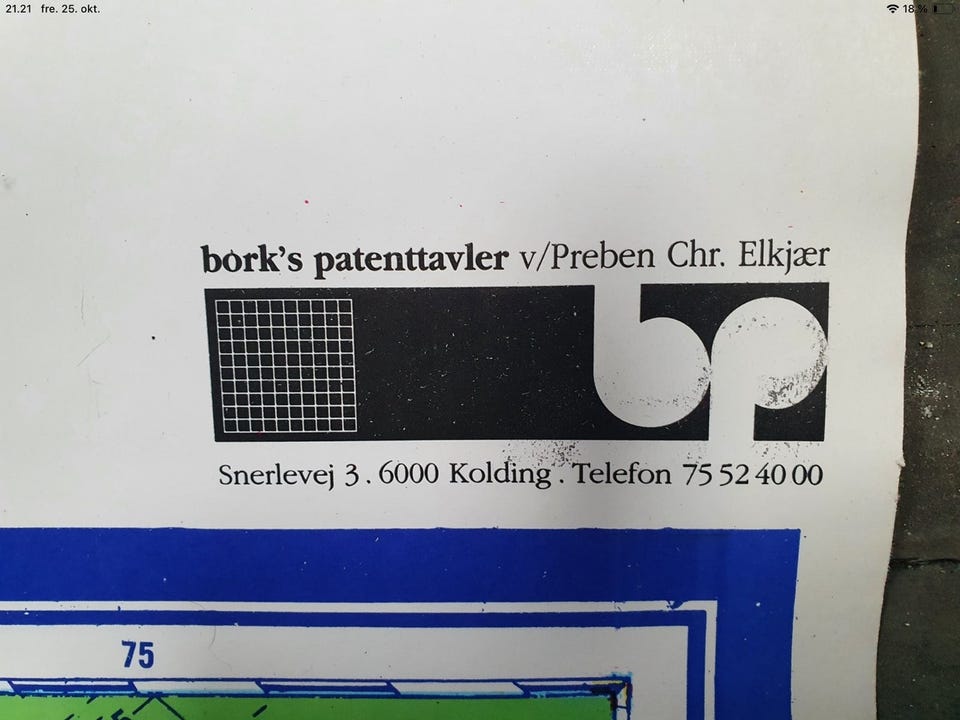 21.21 fre. 25. okt.
18 %
bork's patenttavler v/Preben Chr. Elkjær
bp
Snerlevej 3 . 6000 Kolding . Telefon 75 52 40 00
75